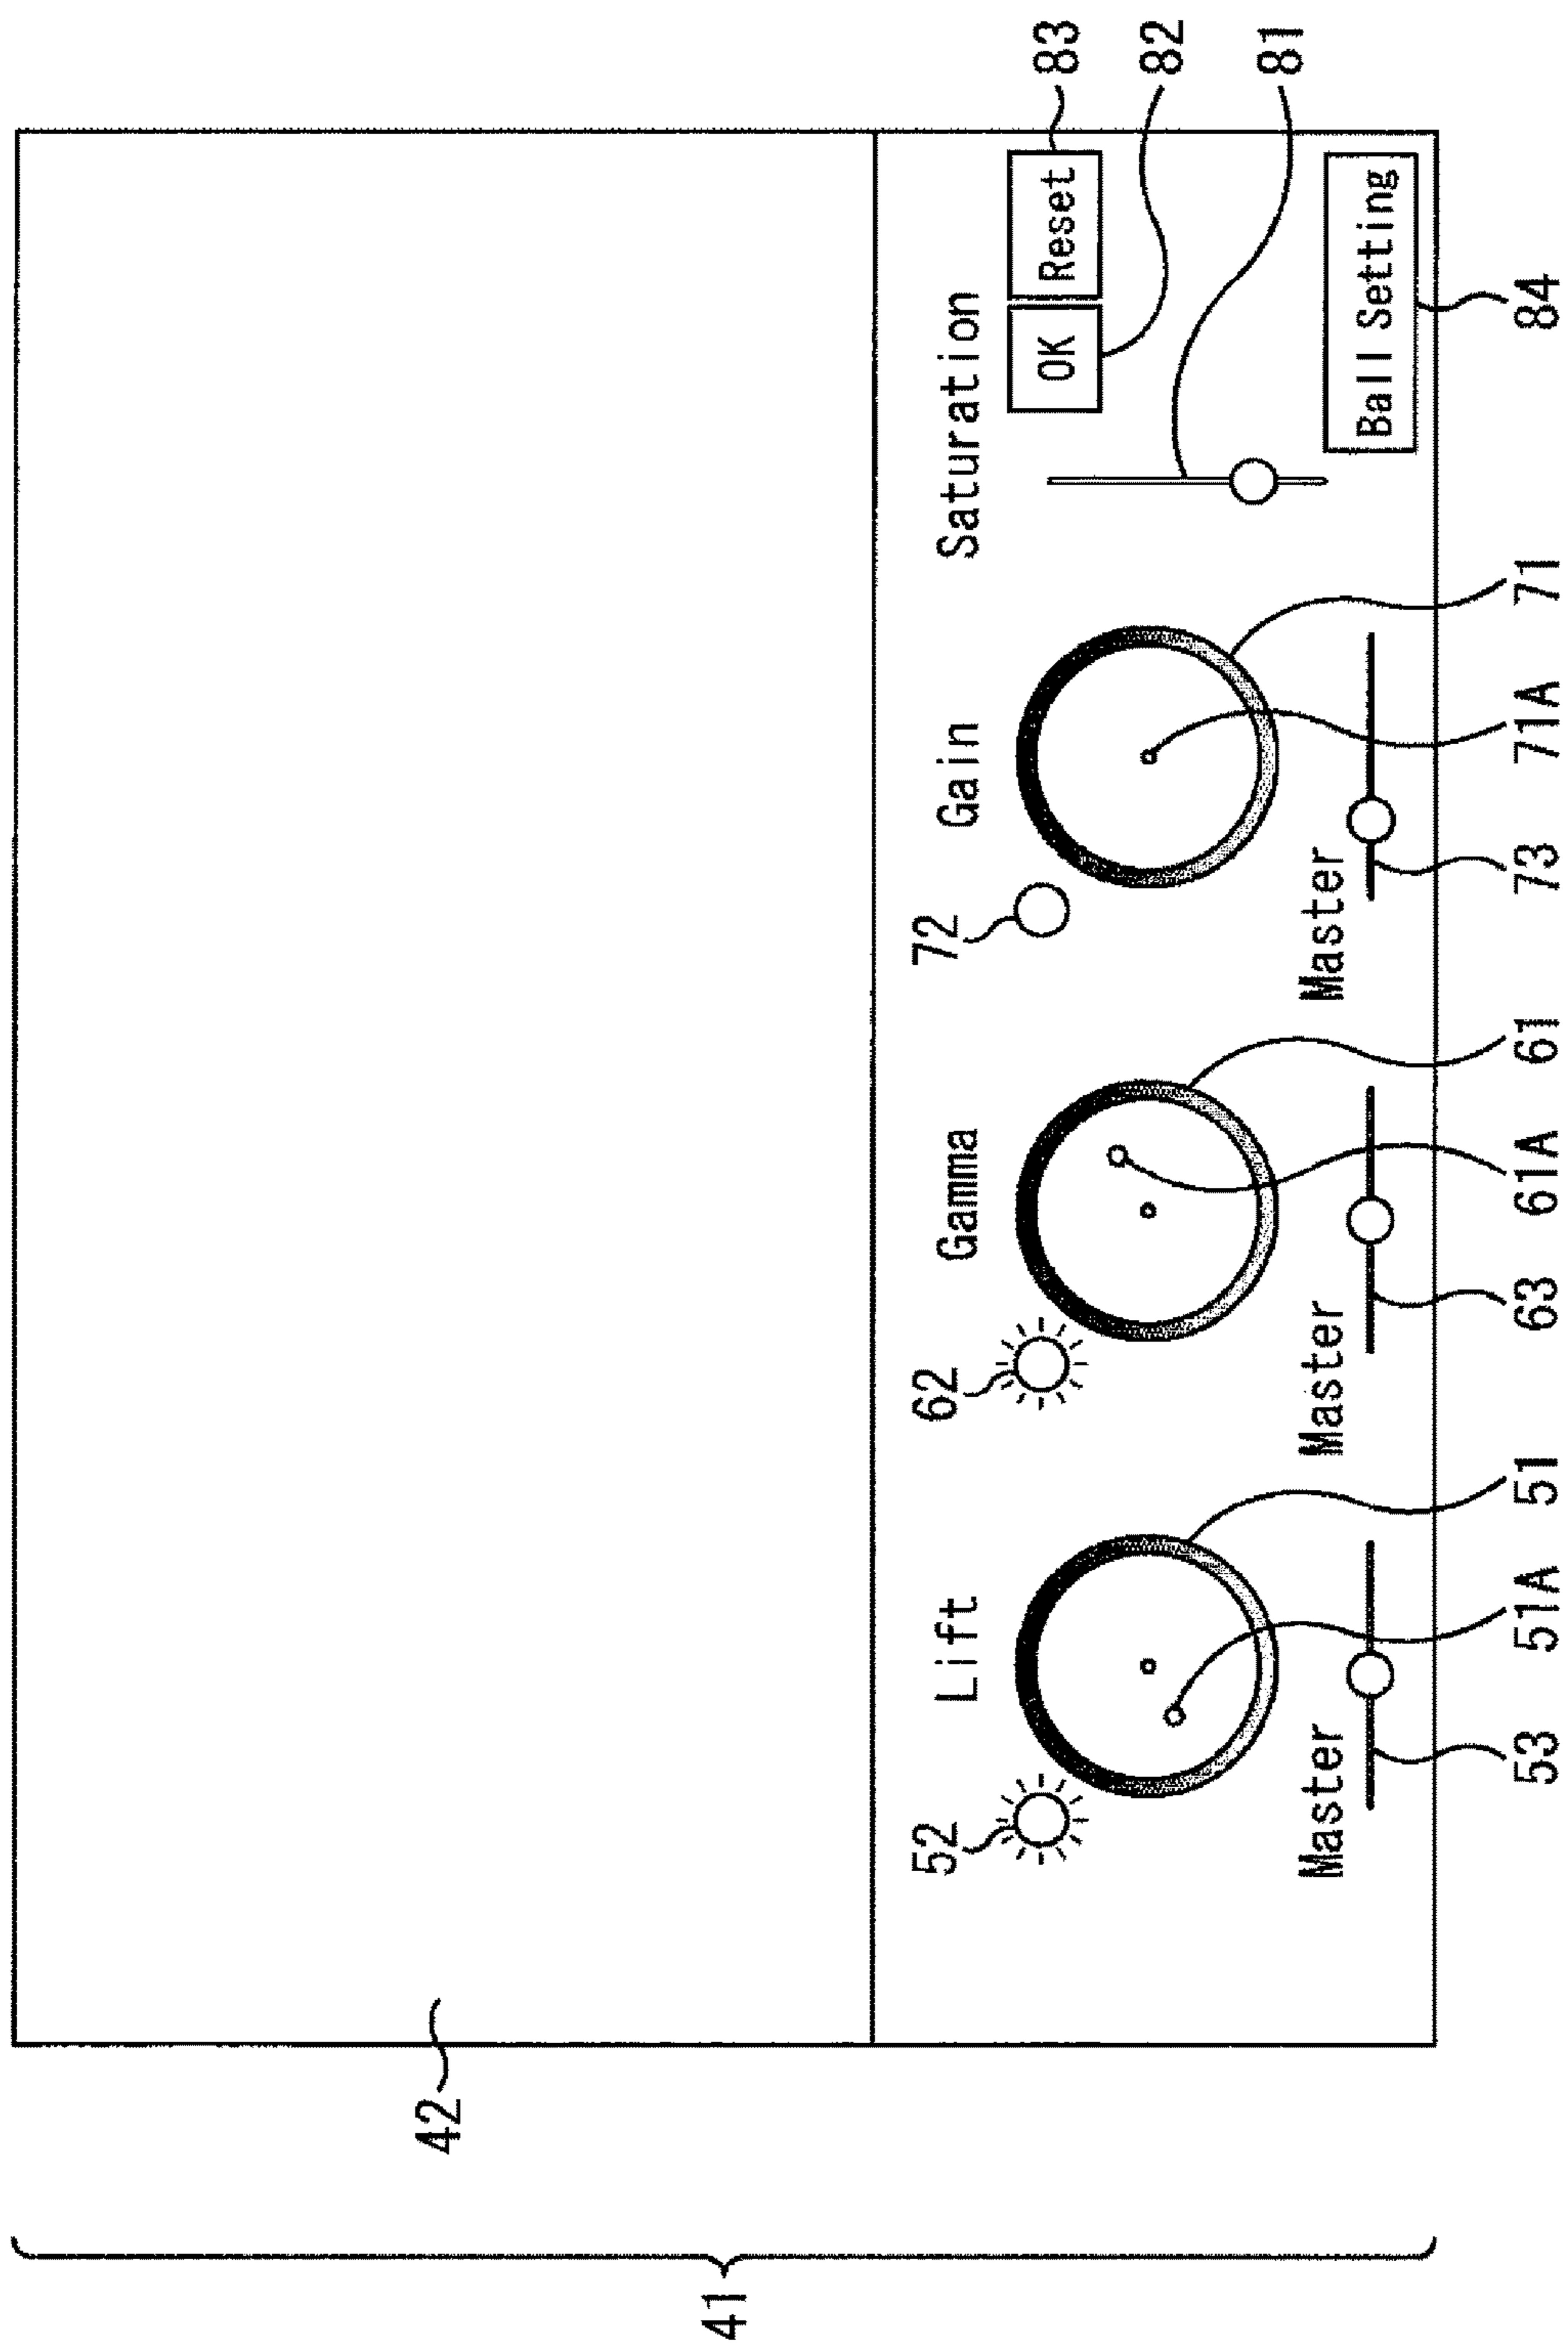 41
42
52
Lift
62
Gamma
72
Gain
Saturation
OK
Reset
83
82
81
Master
Master
Master
Ball Setting
53
51A
51
63
61A
61
73
71A
71
84